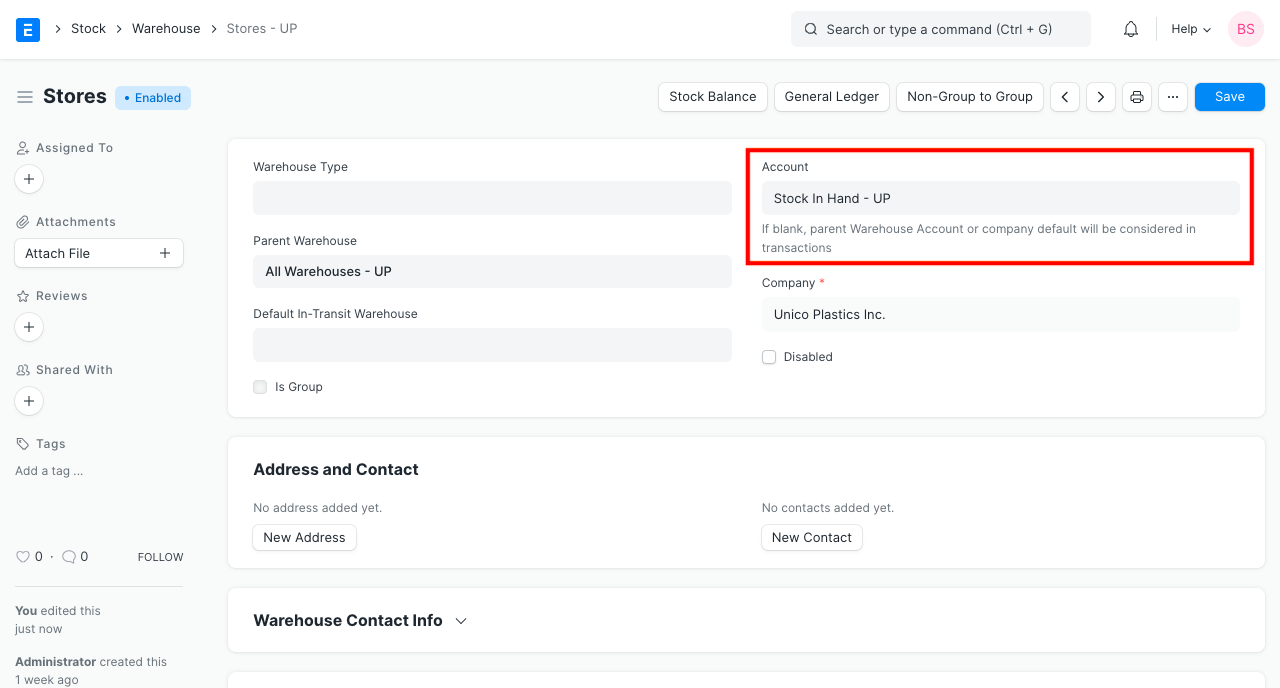 E
Stock
Warehouse
Stores - UP
Search or type a command (Ctrl + G)
Help
BS
Stores
• Enabled
Stock Balance
General Ledger
Non-Group to Group
...
Save
Assigned To
Attachments
Attach File
Reviews
Shared With
Tags
Add a tag ...
0 · 0
FOLLOW
You edited this
just now
Administrator created this
1 week ago
Warehouse Type
Parent Warehouse
All Warehouses - UP
Default In-Transit Warehouse
Is Group
Account
Stock In Hand - UP
If blank, parent Warehouse Account or company default will be considered in
transactions
Company *
Unico Plastics Inc.
Disabled
Address and Contact
No address added yet.
New Address
No contacts added yet.
New Contact
Warehouse Contact Info